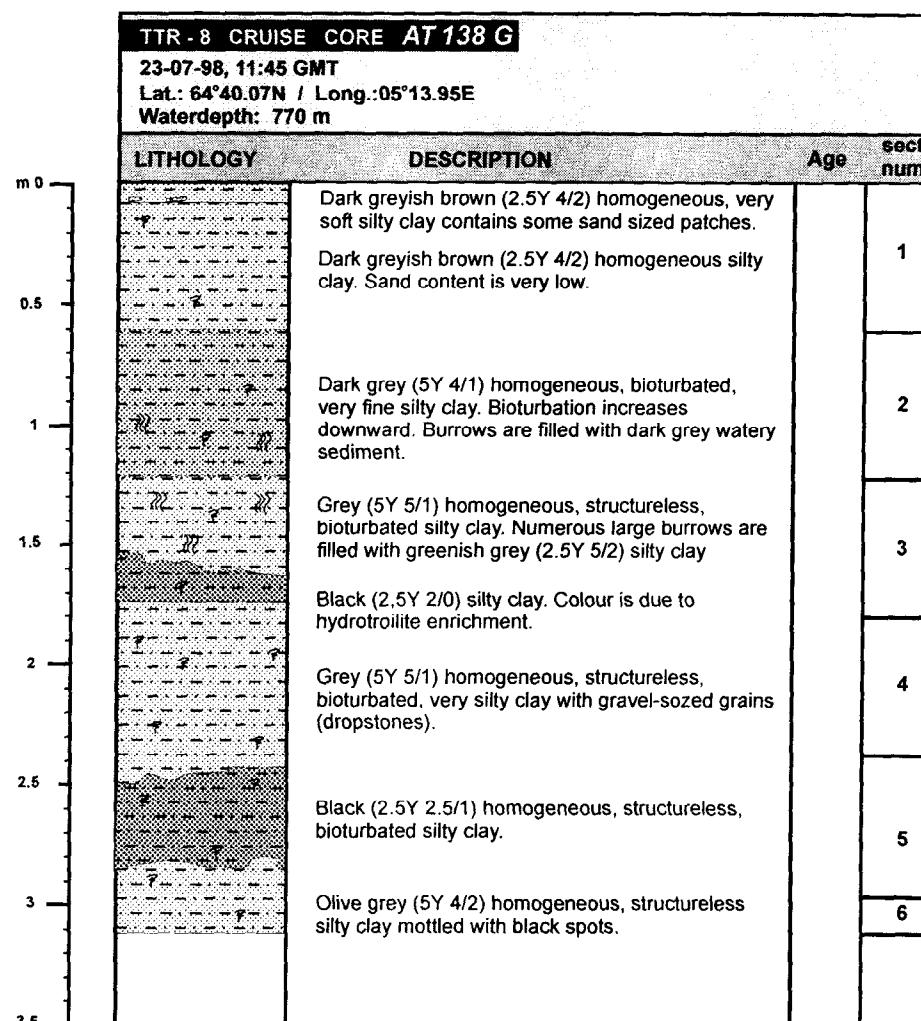 TTR - 8 CRUISE CORE AT 138 G
23-07-98, 11:45 GMT
Lat.: 64°40.07N / Long.:05°13.95E
Waterdepth: 770 m
LITHOLOGY DESCRIPTION Age sect
num
m 0
Dark greyish brown (2.5Y 4/2) homogeneous, very
soft silty clay contains some sand sized patches.
1
Dark greyish brown (2.5Y 4/2) homogeneous silty
clay. Sand content is very low.
0.5
Dark grey (5Y 4/1) homogeneous, bioturbated,
very fine silty clay. Bioturbation increases
downward. Burrows are filled with dark grey watery
sediment.
2
1
Grey (5Y 5/1) homogeneous, structureless,
bioturbated silty clay. Numerous large burrows are
filled with greenish grey (2.5Y 5/2) silty clay
1.5
3
Black (2,5Y 2/0) silty clay. Colour is due to
hydrotroilite enrichment.
2
Grey (5Y 5/1) homogeneous, structureless,
bioturbated, very silty clay with gravel-sozed grains
(dropstones).
4
2.5
Black (2.5Y 2.5/1) homogeneous, structureless,
bioturbated silty clay.
5
3
Olive grey (5Y 4/2) homogeneous, structureless
silty clay mottled with black spots.
6
3.5